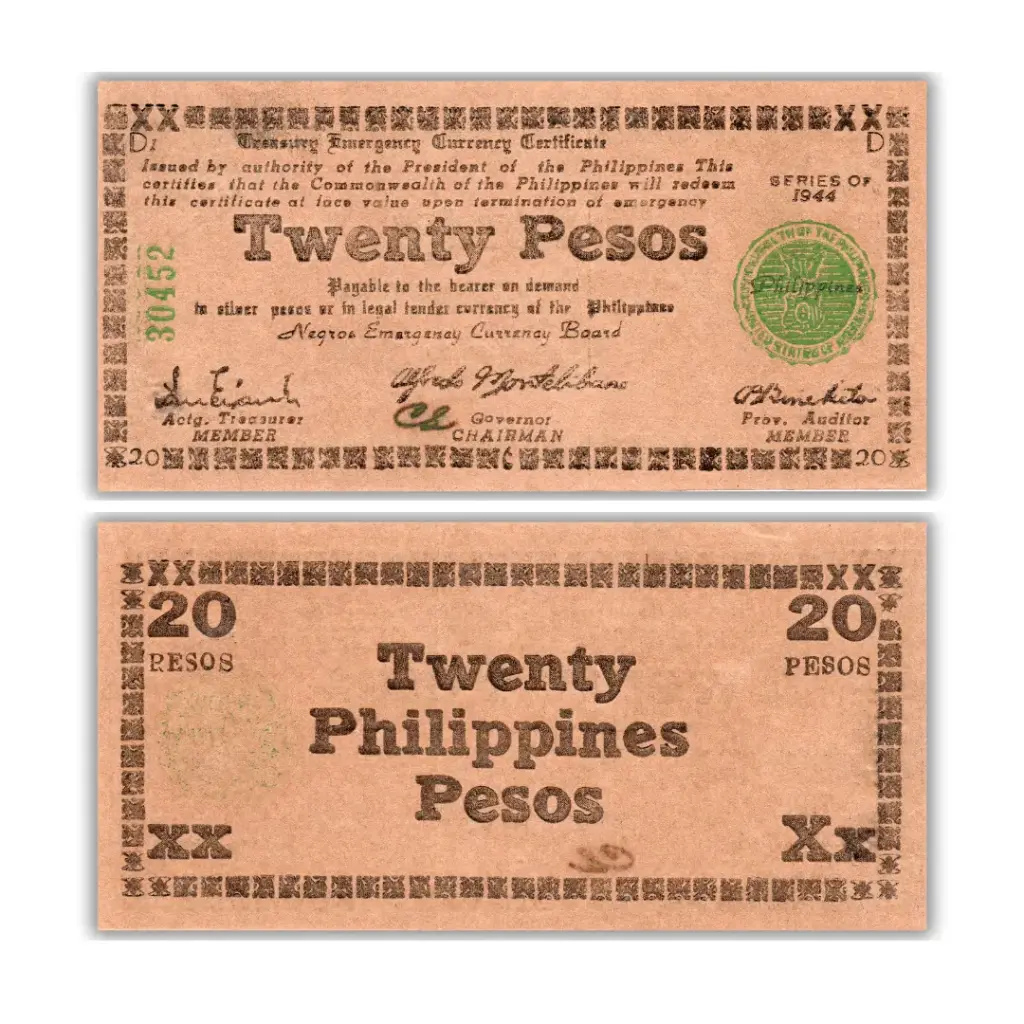 XX XX
D1 D
Treasury Emergency Currency Certificate
Issued by authority of the President of the Philippines This
certifies that the Commonwealth of the Philippines will redeem
this certificate at face value upon termination of emergency
SERIES OF
1944
Twenty Pesos
30452
Payable to the bearer on demand
in silver pesos or in legal tender currency of the Philippines
Negros Emergency Currency Board
Philippines
Alfredo Montelibano
Actg. Treasurer
MEMBER
Governor
CHAIRMAN
Prov. Auditor
MEMBER
20 20
XX XX
20 20
PESOS PESOS
Twenty
Philippines
Pesos
XX Xx